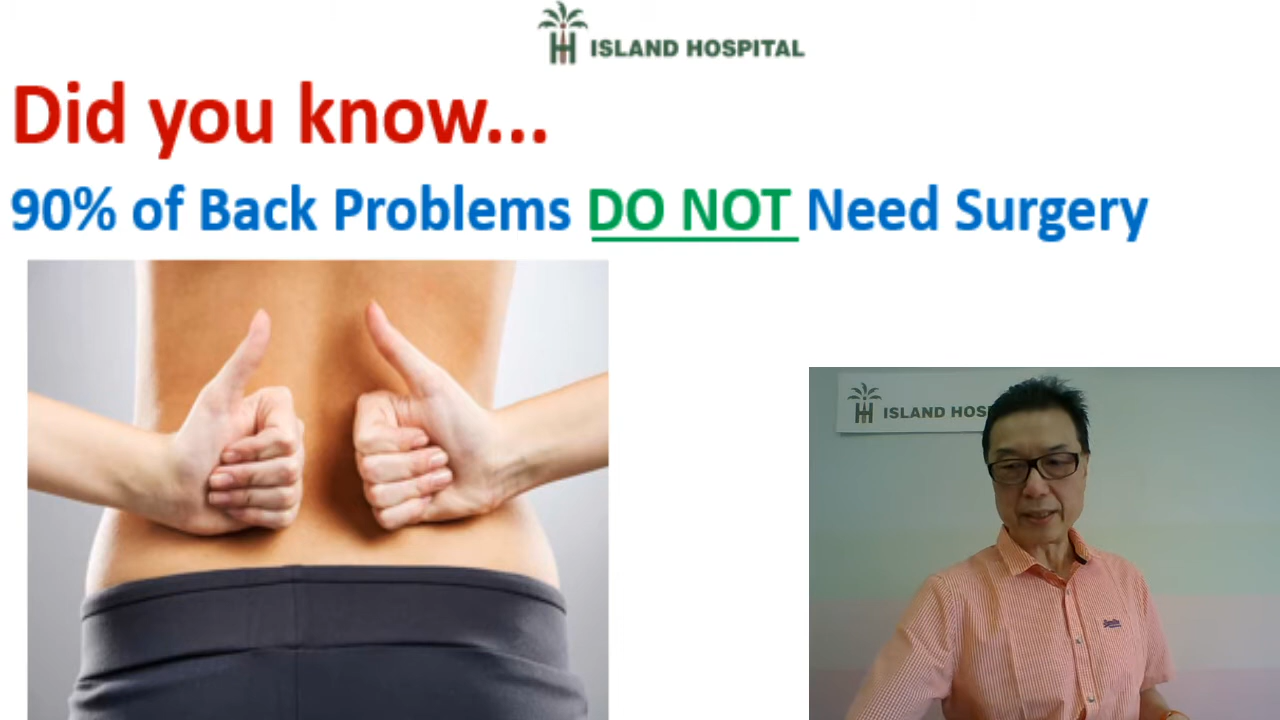 ISLAND HOSPITAL
Did you know...
90% of Back Problems DO NOT Need Surgery
ISLAND HOS